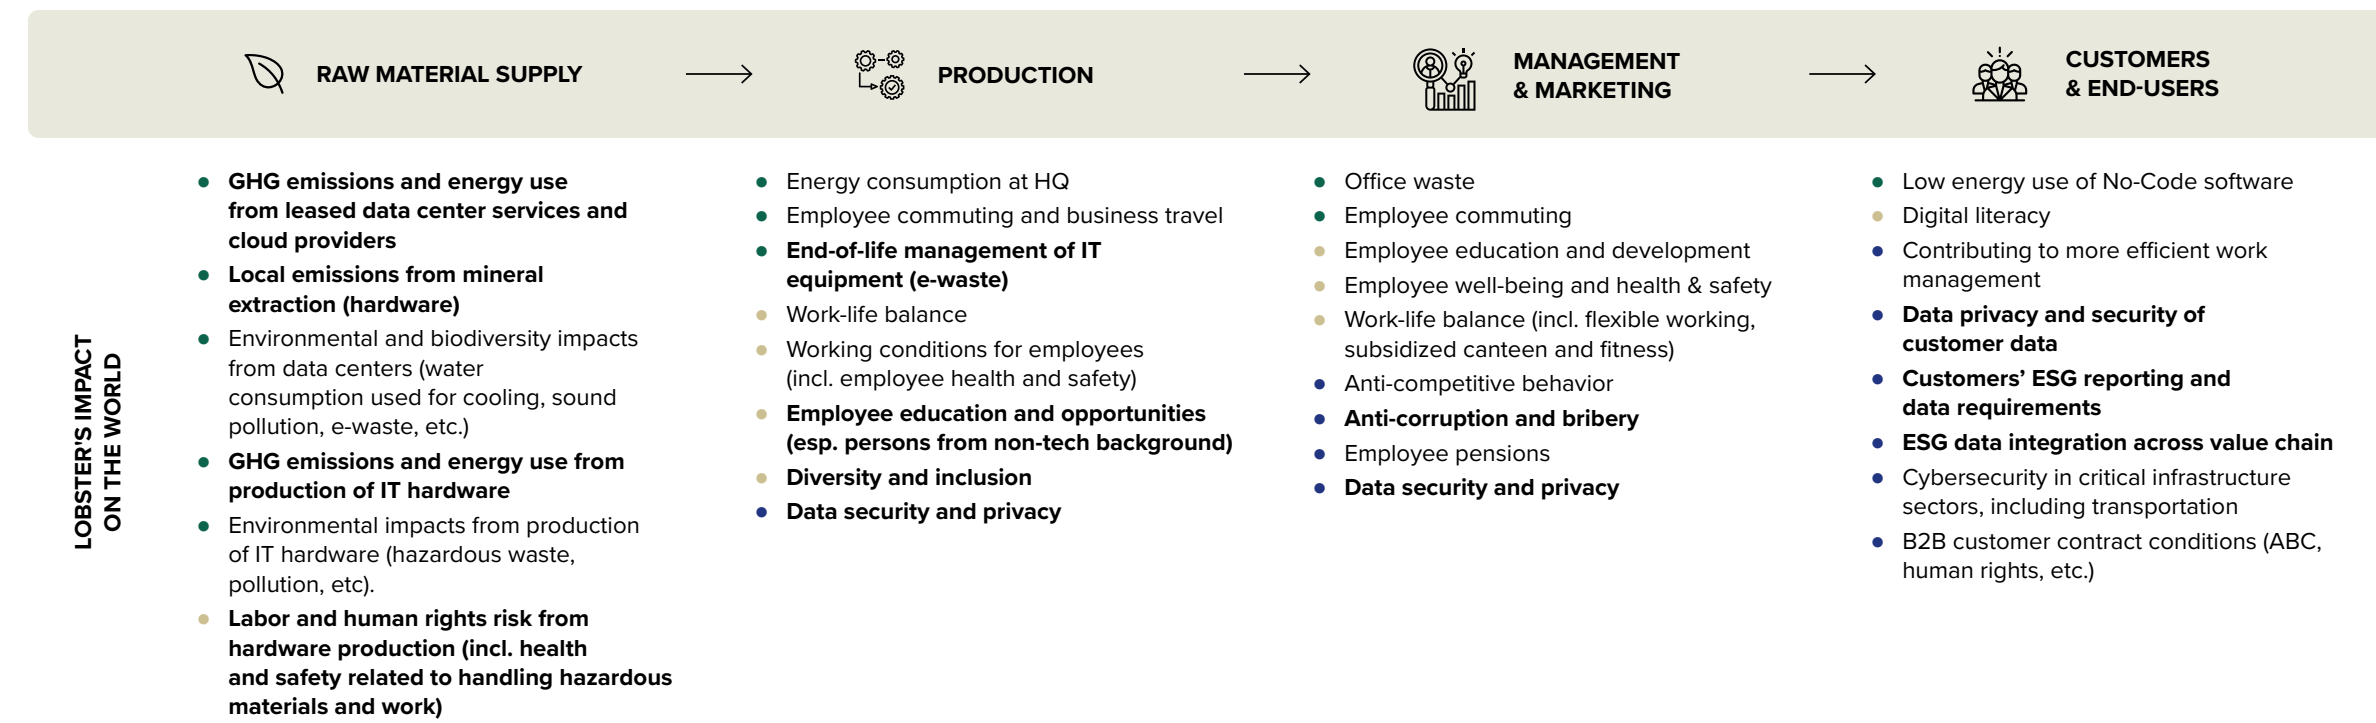 RAW MATERIAL SUPPLY
PRODUCTION
MANAGEMENT
& MARKETING
CUSTOMERS
& END-USERS
LOBSTER'S IMPACT
ON THE WORLD
GHG emissions and energy use
from leased data center services and
cloud providers
Local emissions from mineral
extraction (hardware)
Environmental and biodiversity impacts
from data centers (water
consumption used for cooling, sound
pollution, e-waste, etc.)
GHG emissions and energy use from
production of IT hardware
Environmental impacts from production
of IT hardware (hazardous waste,
pollution, etc).
Labor and human rights risk from
hardware production (incl. health
and safety related to handling hazardous
materials and work)
Energy consumption at HQ
Employee commuting and business travel
End-of-life management of IT
equipment (e-waste)
Work-life balance
Working conditions for employees
(incl. employee health and safety)
Employee education and opportunities
(esp. persons from non-tech background)
Diversity and inclusion
Data security and privacy
Office waste
Employee commuting
Employee education and development
Employee well-being and health & safety
Work-life balance (incl. flexible working,
subsidized canteen and fitness)
Anti-competitive behavior
Anti-corruption and bribery
Employee pensions
Data security and privacy
Low energy use of No-Code software
Digital literacy
Contributing to more efficient work
management
Data privacy and security of
customer data
Customers’ ESG reporting and
data requirements
ESG data integration across value chain
Cybersecurity in critical infrastructure
sectors, including transportation
B2B customer contract conditions (ABC,
human rights, etc.)